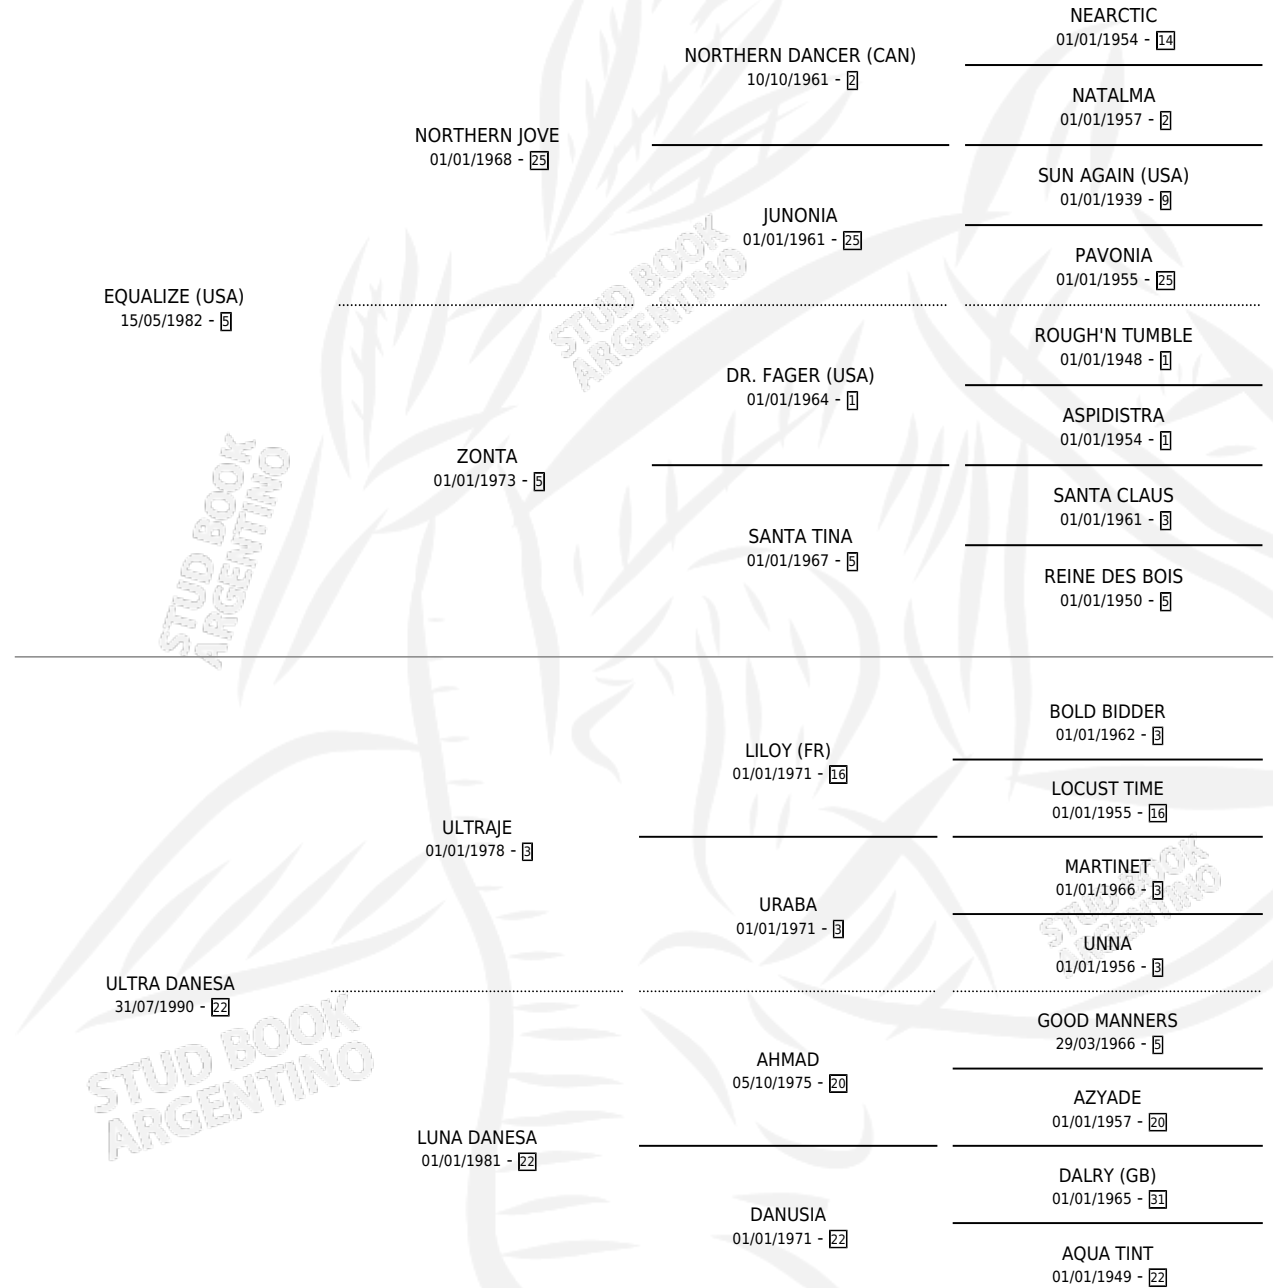 NEARCTIC
01/01/1954 - 14
NORTHERN DANCER (CAN)
10/10/1961 - 2
NATALMA
01/01/1957 - 2
NORTHERN JOVE
01/01/1968 - 25
SUN AGAIN (USA)
01/01/1939 - 9
JUNONIA
01/01/1961 - 25
PAVONIA
01/01/1955 - 25
EQUALIZE (USA)
15/05/1982 - 5
STUD BOOK
ARGENTINO
ROUGH'N TUMBLE
01/01/1948 - 1
DR. FAGER (USA)
01/01/1964 - 1
ASPIDISTRA
01/01/1954 - 1
ZONTA
01/01/1973 - 5
SANTA CLAUS
01/01/1961 - 3
SANTA TINA
01/01/1967 - 5
REINE DES BOIS
01/01/1950 - 5
STUD BOOK
ARGENTINO
BOLD BIDDER
01/01/1962 - 3
LILOY (FR)
01/01/1971 - 16
LOCUST TIME
01/01/1955 - 16
ULTRAJE
01/01/1978 - 3
MARTINET
01/01/1966 - 3
URABA
01/01/1971 - 3
UNNA
01/01/1956 - 3
STUD BOOK
ARGENTINO
ULTRA DANESA
31/07/1990 - 22
GOOD MANNERS
29/03/1966 - 5
AHMAD
05/10/1975 - 20
AZYADE
01/01/1957 - 20
STUD BOOK
ARGENTINO
LUNA DANESA
01/01/1981 - 22
DALRY (GB)
01/01/1965 - 31
DANUSIA
01/01/1971 - 22
AQUA TINT
01/01/1949 - 22